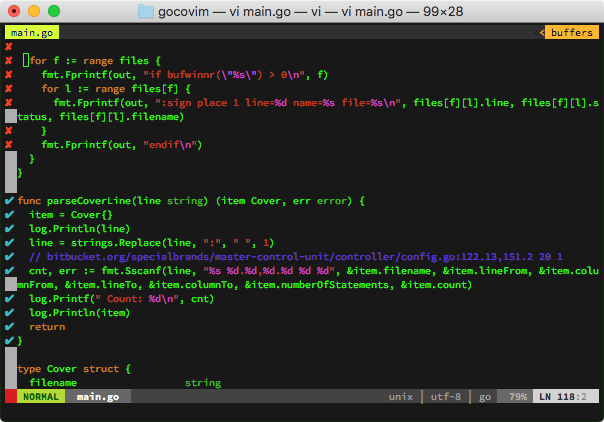 gocovim — vi main.go — vi — vi main.go — 99×28
main.go
buffers
for f := range files {
fmt.Fprintf(out, "if bufwinnr(\"%s\") > 0\n", f)
for l := range files[f] {
fmt.Fprintf(out, ":sign place 1 line=%d name=%s file=%s\n", files[f][l].line, files[f][l].s
tatus, files[f][l].filename)
}
fmt.Fprintf(out, "endif\n")
}
}
func parseCoverLine(line string) (item Cover, err error) {
item = Cover{}
log.Println(line)
line = strings.Replace(line, ":", " ", 1)
// bitbucket.org/specialbrands/master-control-unit/controller/config.go:122.13,151.2 20 1
cnt, err := fmt.Sscanf(line, "%s %d.%d,%d.%d %d %d", &item.filename, &item.lineFrom, &item.colu
mnFrom, &item.lineTo, &item.columnTo, &item.numberOfStatements, &item.count)
log.Printf(" Count: %d\n", cnt)
log.Println(item)
return
}
type Cover struct {
filename string
NORMAL main.go unix | utf-8 | go 79% LN 118:2